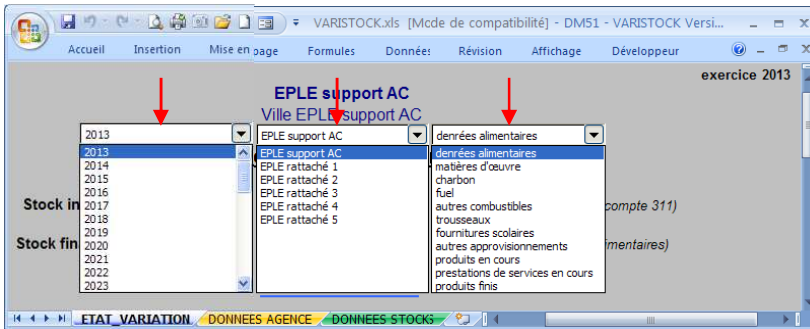 VARISTOCK.xls [Mode de compatibilité] - DM51 - VARISTOCK Versi...
Accueil Insertion Mise en page Formules Données Révision Affichage Développeur
exercice 2013
EPLE support AC
Ville EPLE support AC
2013 EPLE support AC denrées alimentaires
2013 EPLE support AC denrées alimentaires
2014 EPLE rattaché 1 matières d'œuvre
2015 EPLE rattaché 2 charbon
2016 EPLE rattaché 3 fuel
Stock in 2017 EPLE rattaché 4 autres combustibles compte 311)
2018 EPLE rattaché 5 trousseaux
2019 fournitures scolaires
Stock fin 2020 autres approvisionnements imentaires)
2021 produits en cours
2022 prestations de services en cours
2023 produits finis
ETAT_VARIATION DONNEES AGENCE DONNEES STOCKS